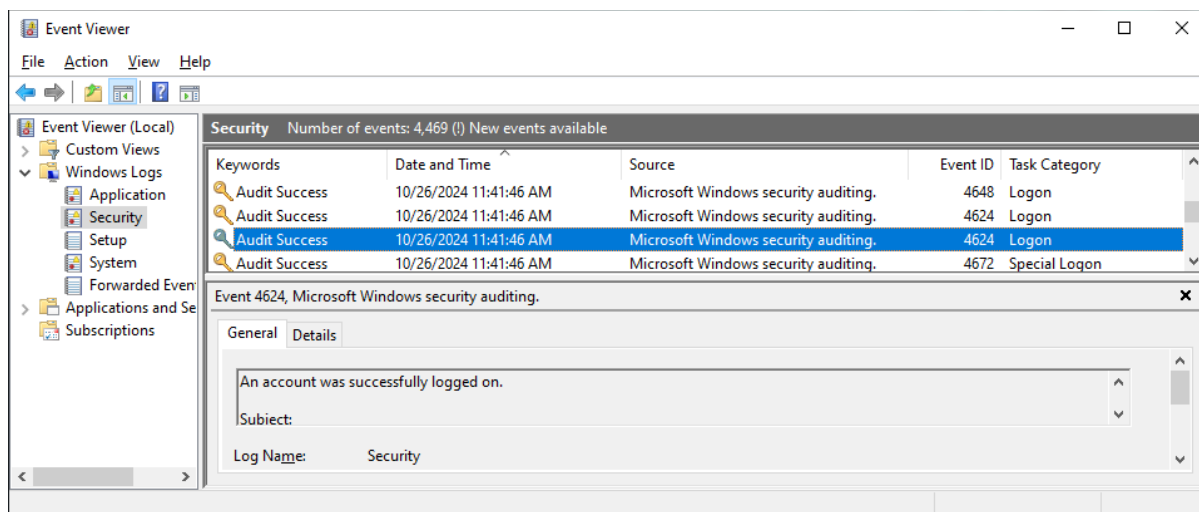 Event Viewer
File Action View Help
Event Viewer (Local)
Custom Views
Windows Logs
Application
Security
Setup
System
Forwarded Even
Applications and Se
Subscriptions
Security Number of events: 4,469 (!) New events available
Keywords Date and Time Source Event ID Task Category
Audit Success 10/26/2024 11:41:46 AM Microsoft Windows security auditing. 4648 Logon
Audit Success 10/26/2024 11:41:46 AM Microsoft Windows security auditing. 4624 Logon
Audit Success 10/26/2024 11:41:46 AM Microsoft Windows security auditing. 4624 Logon
Audit Success 10/26/2024 11:41:46 AM Microsoft Windows security auditing. 4672 Special Logon
Event 4624, Microsoft Windows security auditing.
General Details
An account was successfully logged on.
Subject:
Log Name: Security